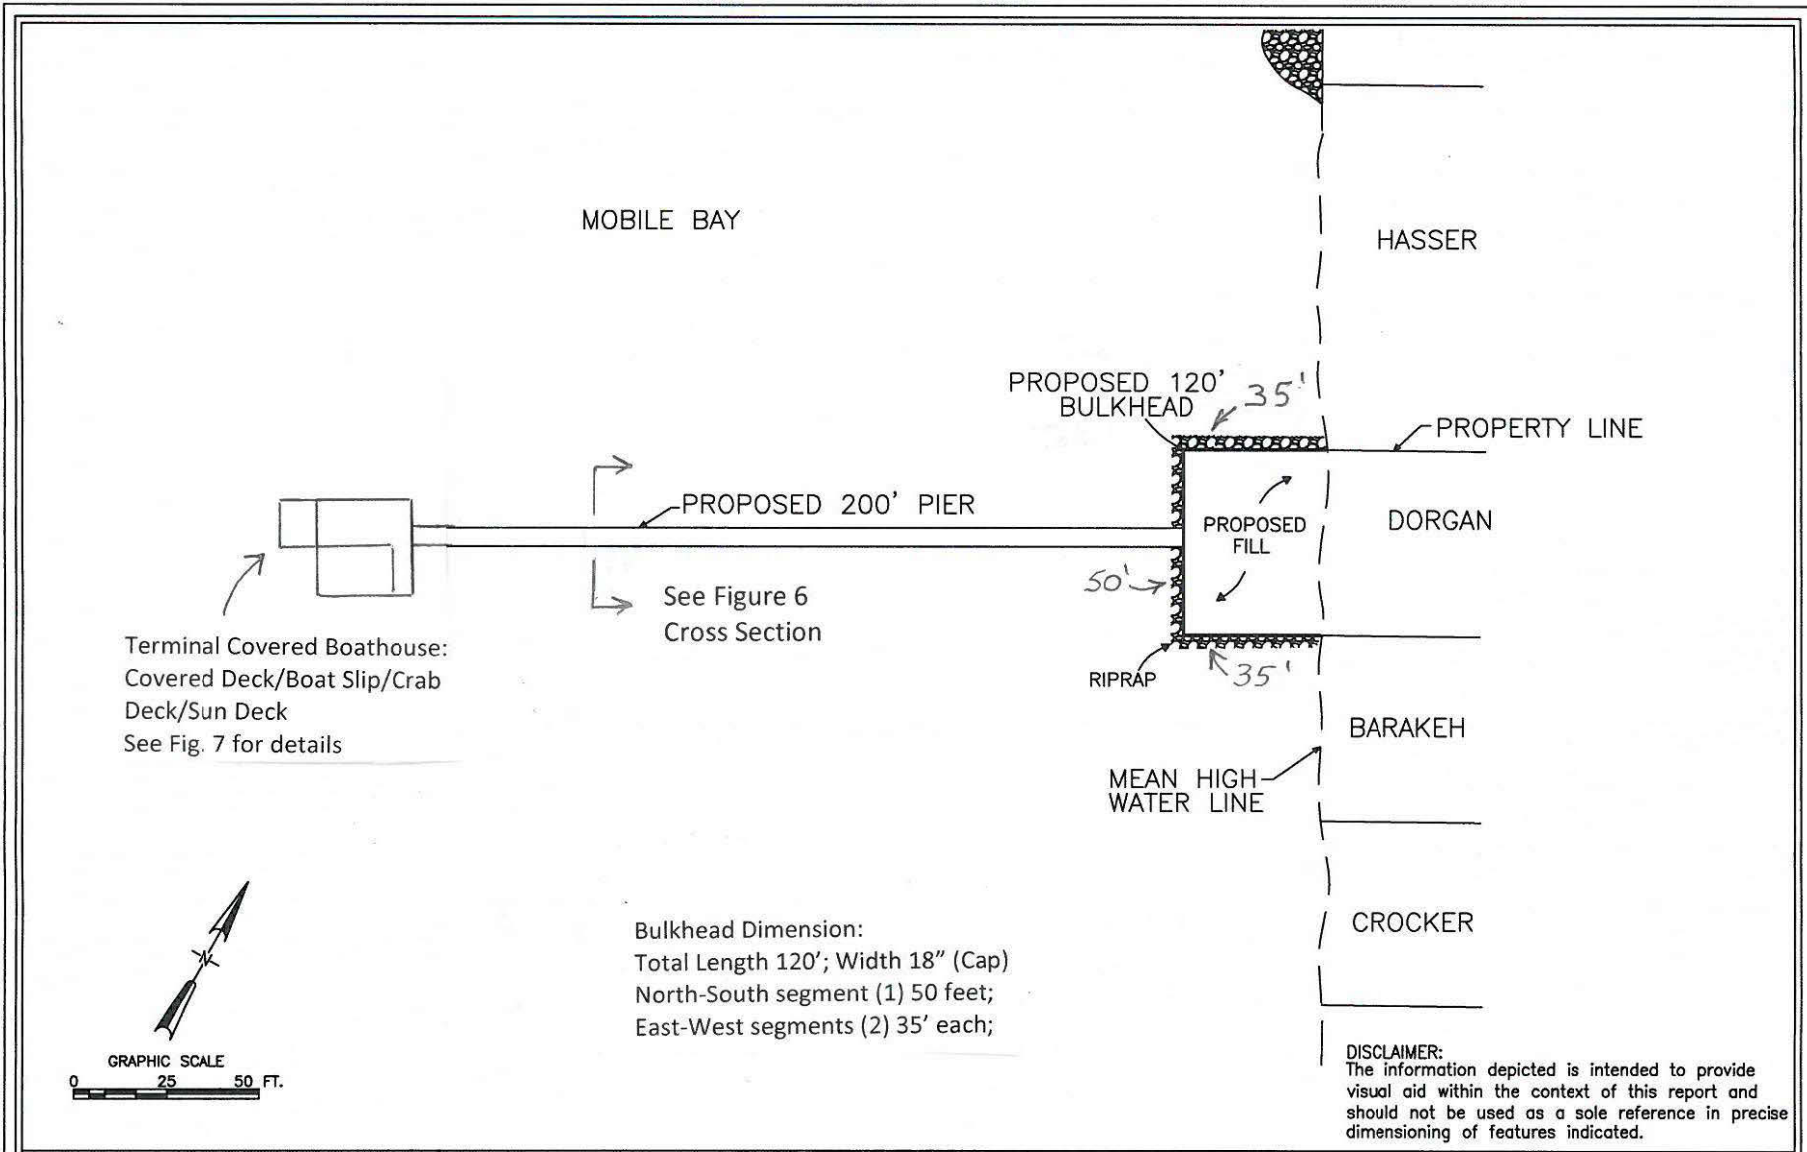 MOBILE BAY
HASSER
PROPOSED 120'
BULKHEAD
35'
PROPERTY LINE
PROPOSED 200' PIER
PROPOSED
FILL
DORGAN
50'
See Figure 6
Cross Section
Terminal Covered Boathouse:
Covered Deck/Boat Slip/Crab
Deck/Sun Deck
See Fig. 7 for details
RIPRAP
35'
BARAKEH
MEAN HIGH
WATER LINE
CROCKER
N
Bulkhead Dimension:
Total Length 120'; Width 18" (Cap)
North-South segment (1) 50 feet;
East-West segments (2) 35' each;
GRAPHIC SCALE
0 25 50 FT.
DISCLAIMER:
The information depicted is intended to provide
visual aid within the context of this report and
should not be used as a sole reference in precise
dimensioning of features indicated.